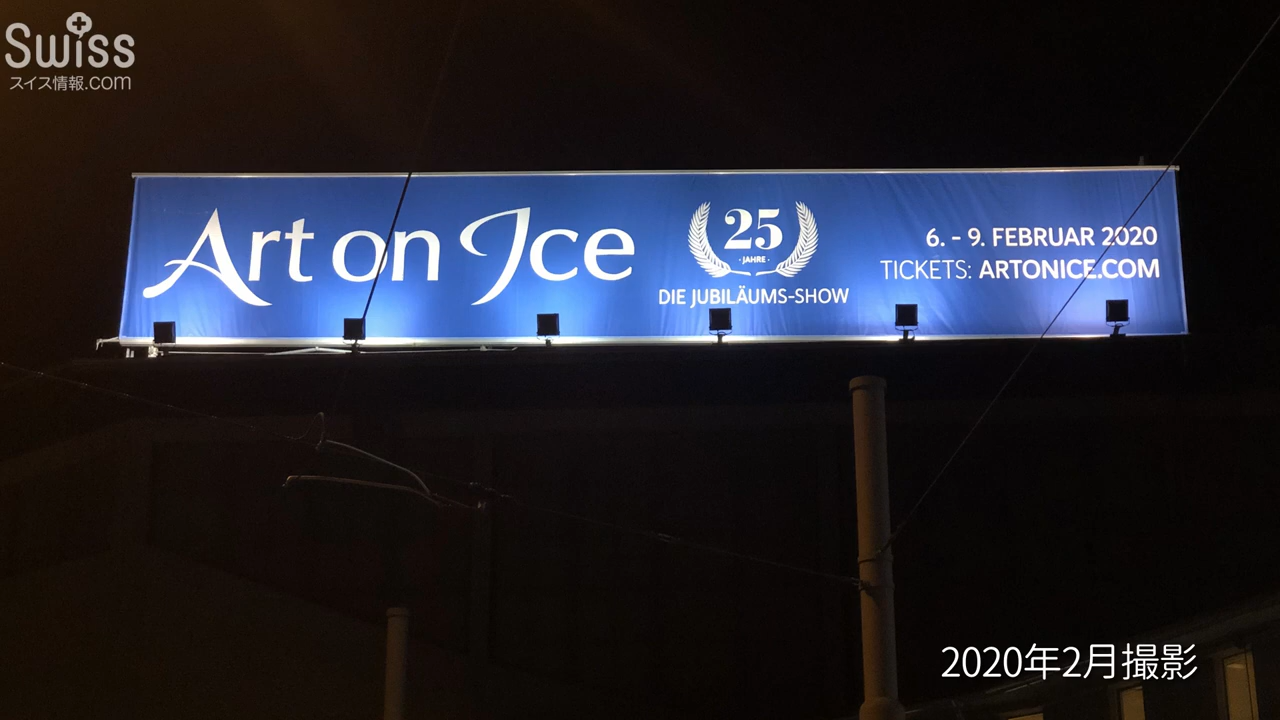 Swiss
スイス情報.com
Art on Ice
25
·JAHRE·
DIE JUBILÄUMS-SHOW
6. - 9. FEBRUAR 2020
TICKETS: ARTONICE.COM
2020年2月撮影